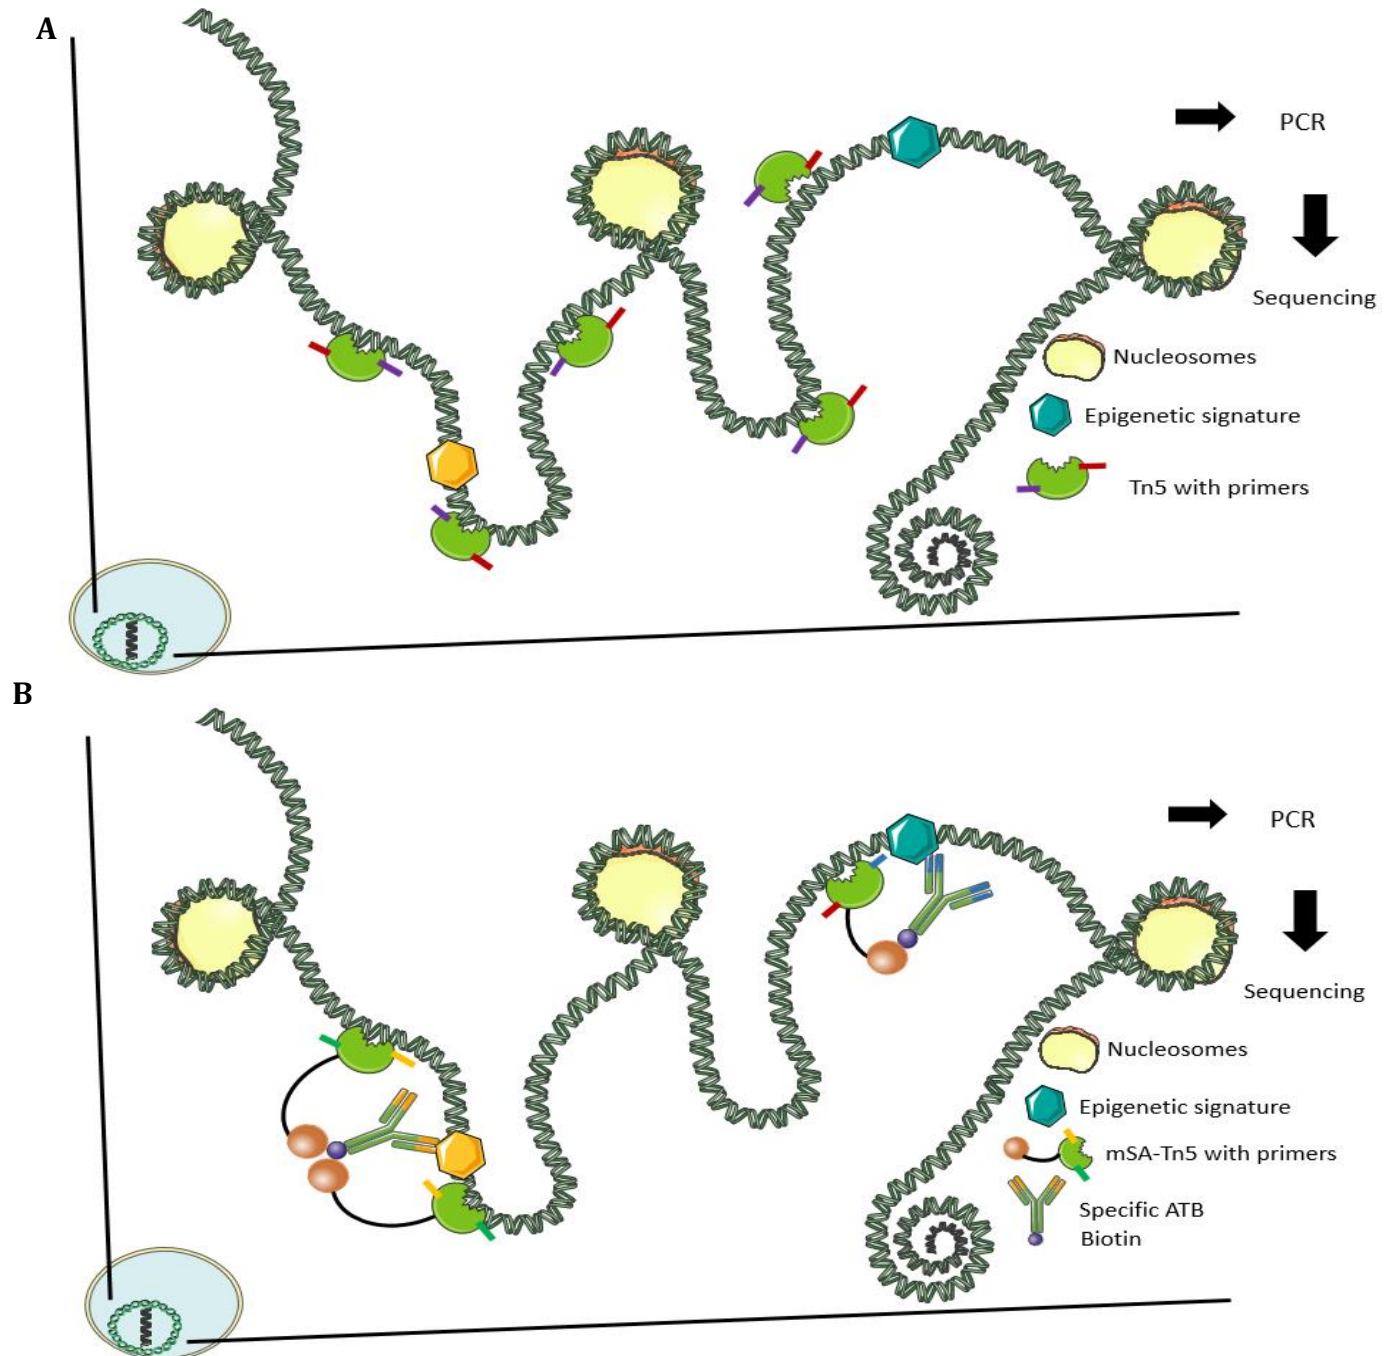 A
PCR
Sequencing
Nucleosomes
Epigenetic signature
Tn5 with primers
B
PCR
Sequencing
Nucleosomes
Epigenetic signature
mSA-Tn5 with primers
Specific ATB
Biotin